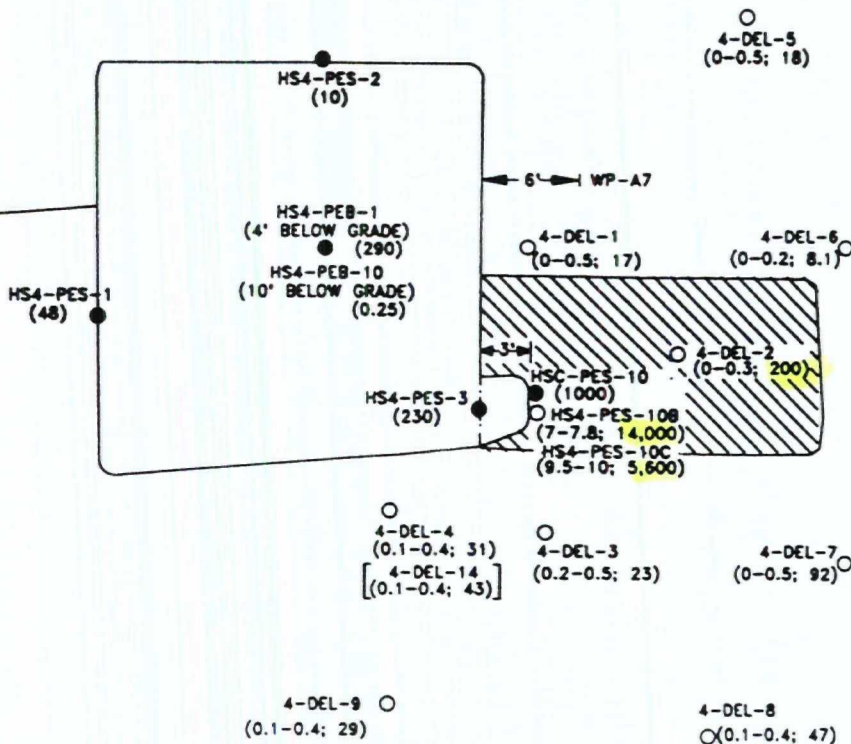 4-DEL-5
(0-0.5; 18)
HS4-PES-2
(10)
6'
WP-A7
HS4-PEB-1
(4' BELOW GRADE)
(290)
HS4-PEB-10
(10' BELOW GRADE)
(0.25)
4-DEL-1
(0-0.5; 17)
4-DEL-6
(0-0.2; 8.1)
HS4-PES-1
(48)
3'
4-DEL-2
(0-0.3; 200)
HS4-PES-3
(230)
HSC-PES-10
(1000)
HS4-PES-10B
(7-7.8; 14,000)
HS4-PES-10C
(9.5-10; 5,600)
4-DEL-4
(0.1-0.4; 31)
[4-DEL-14
(0.1-0.4; 43)]
4-DEL-3
(0.2-0.5; 23)
4-DEL-7
(0-0.5; 92)
4-DEL-9
(0.1-0.4; 29)
4-DEL-8
(0.1-0.4; 47)